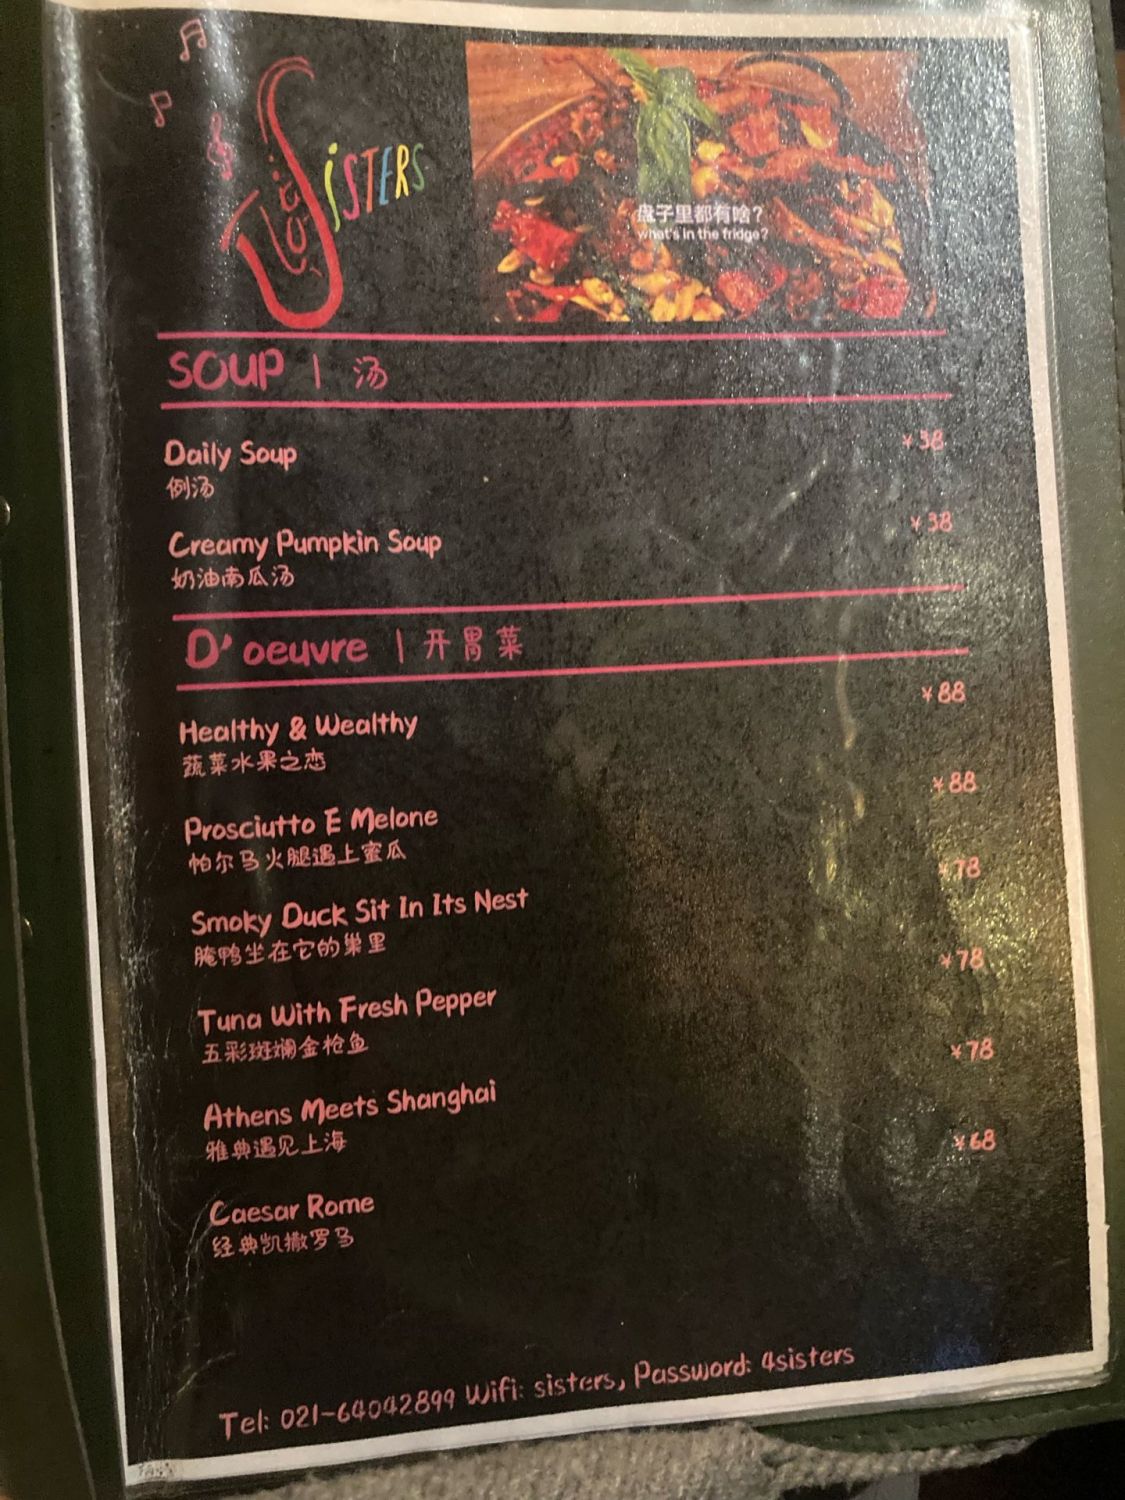 SISTERS
盘子里都有啥?
what's in the fridge?
SOUP | 汤
Daily Soup ¥38
例汤
Creamy Pumpkin Soup ¥38
奶油南瓜汤
D'oeuvre | 开胃菜
Healthy & Wealthy ¥88
蔬菜水果之恋
Prosciutto E Melone ¥88
帕尔马火腿遇上蜜瓜
Smoky Duck Sit In Its Nest ¥78
腌鸭坐在它的巢里
Tuna With Fresh Pepper ¥78
五彩斑斓金枪鱼
Athens Meets Shanghai ¥78
雅典遇见上海
Caesar Rome ¥68
经典凯撒罗马
Tel: 021-64042899 Wifi: sisters, Password: 4sisters